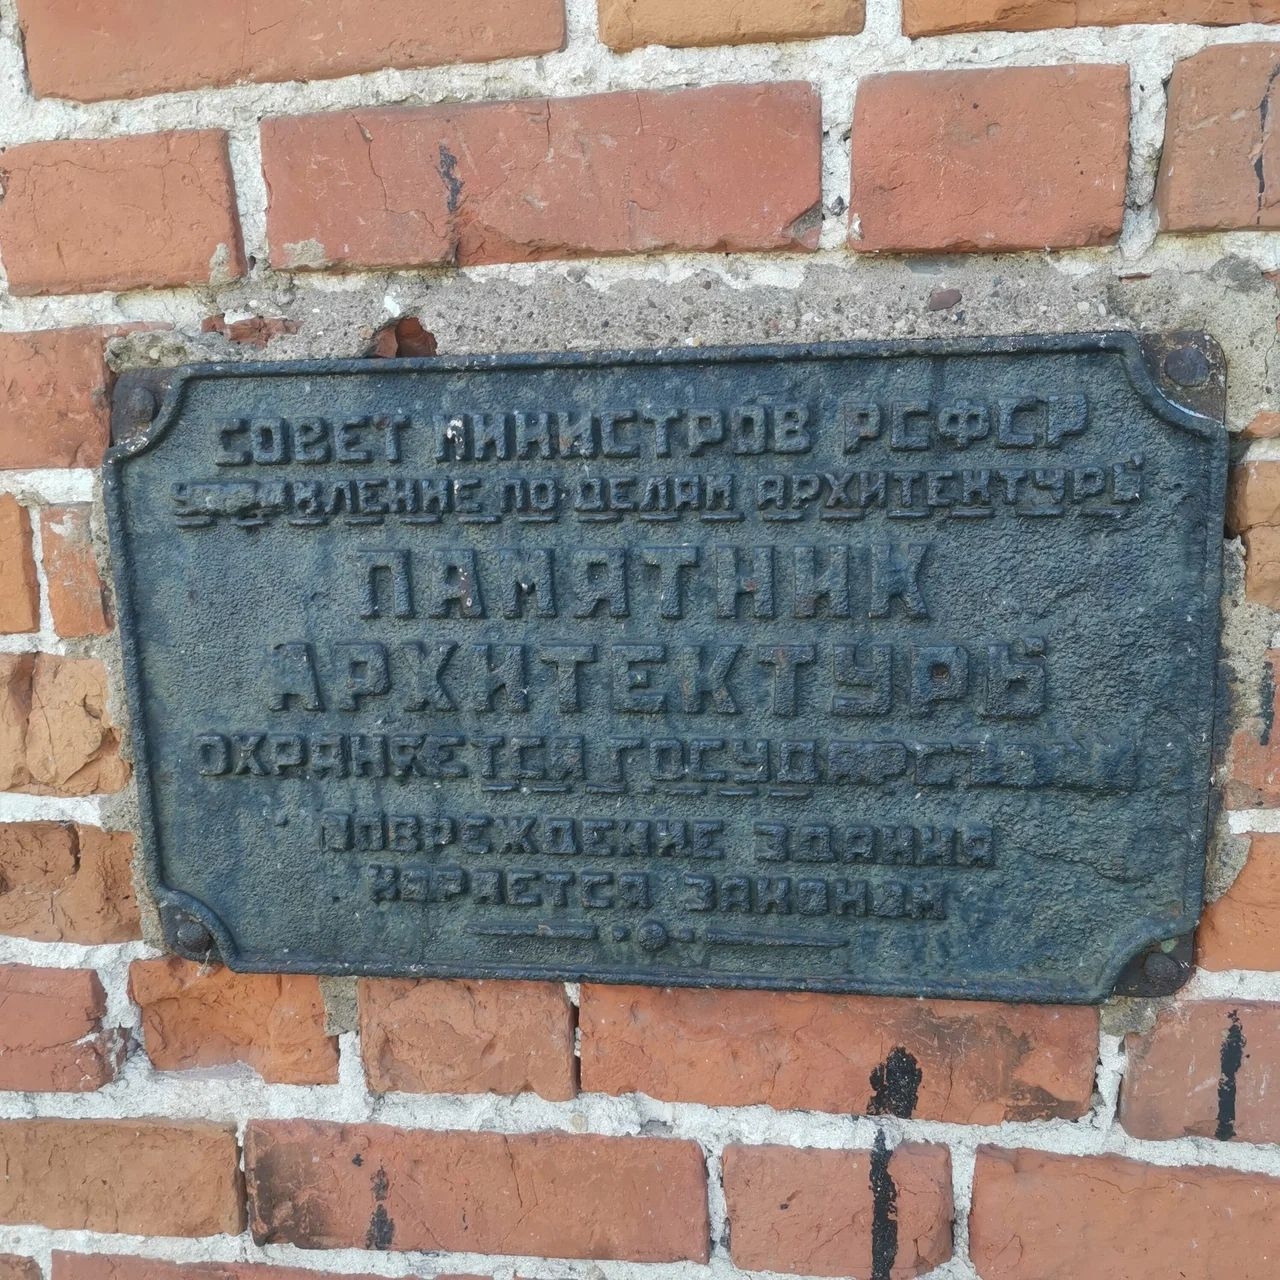 СОВЕТ МИНИСТРОВ РСФСР
УПРАВЛЕНИЕ ПО ДЕЛАМ АРХИТЕКТУРЫ
ПАМЯТНИК
АРХИТЕКТУРЫ
ОХРАНЯЕТСЯ ГОСУДАРСТВОМ
ПОВРЕЖДЕНИЕ ЗДАНИЯ
КАРАЕТСЯ ЗАКОНОМ